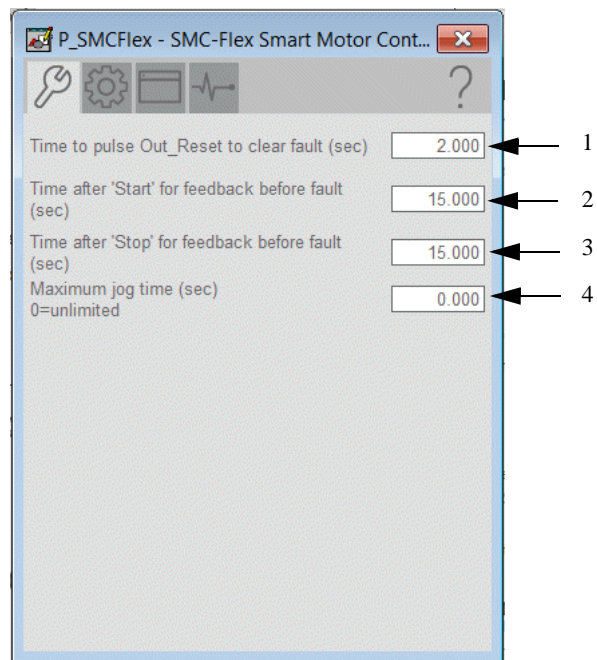 P_SMCFlex - SMC-Flex Smart Motor Cont...
?
Time to pulse Out_Reset to clear fault (sec) 2.000 1
Time after 'Start' for feedback before fault
(sec) 15.000 2
Time after 'Stop' for feedback before fault
(sec) 15.000 3
Maximum jog time (sec)
0=unlimited 0.000 4